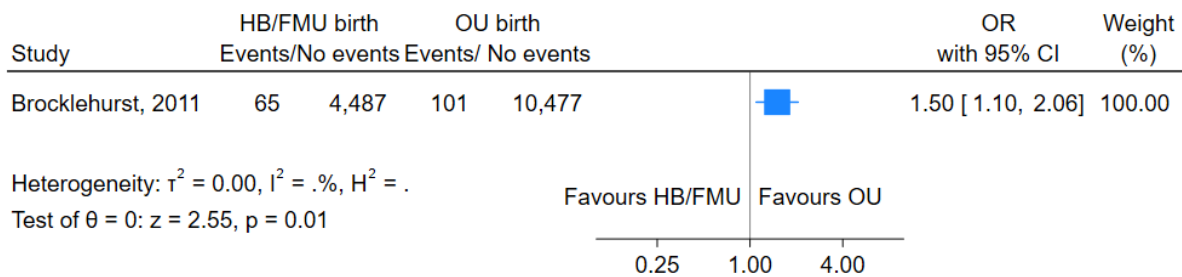 HB/FMU birth OU birth OR Weight
Study Events/No events Events/ No events with 95% CI (%)
Brocklehurst, 2011 65 4,487 101 10,477 1.50 [ 1.10, 2.06] 100.00
Heterogeneity: τ² = 0.00, I² = .%, H² = .
Favours HB/FMU Favours OU
Test of θ = 0: z = 2.55, p = 0.01
0.25 1.00 4.00